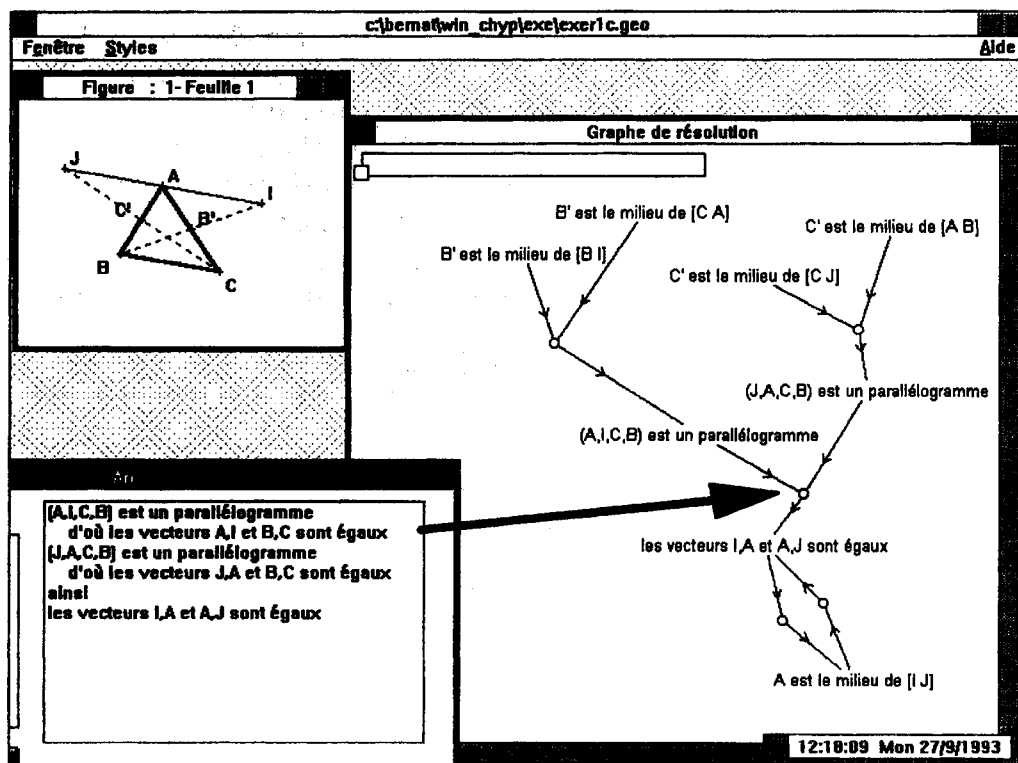 c:\bernat\win_chyp\exe\exer1c.geo
Fenêtre Styles Aide
Figure : 1- Feuille 1
J
A
I
C'
B'
B
C
Graphe de résolution
B' est le milieu de [C A]
C' est le milieu de [A B]
B' est le milieu de [B I]
C' est le milieu de [C J]
(J,A,C,B) est un parallélogramme
(A,I,C,B) est un parallélogramme
les vecteurs I,A et A,J sont égaux
A est le milieu de [I J]
(A,I,C,B) est un parallélogramme
d'où les vecteurs A,I et B,C sont égaux
(J,A,C,B) est un parallélogramme
d'où les vecteurs J,A et B,C sont égaux
ainsi
les vecteurs I,A et A,J sont égaux
12:18:09 Mon 27/9/1993